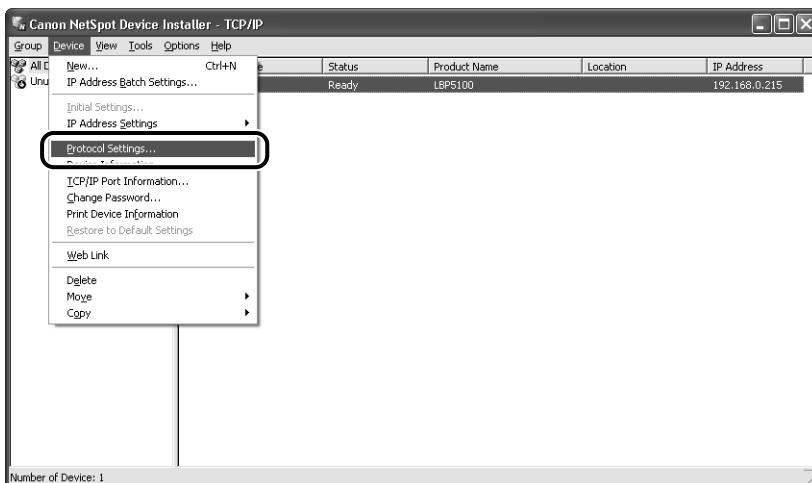 Canon NetSpot Device Installer - TCP/IP
Group Device View Tools Options Help
All D
Status Product Name Location IP Address
Unu
Ready LBP5100 192.168.0.215
New... Ctrl+N
IP Address Batch Settings...
Initial Settings...
IP Address Settings
Protocol Settings...
Device Information
TCP/IP Port Information...
Change Password...
Print Device Information
Restore to Default Settings
Web Link
Delete
Move
Copy
Number of Device: 1